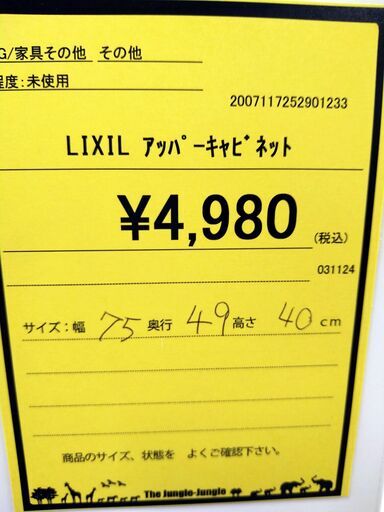 G/家具その他 その他
程度:未使用
2007117252901233
LIXIL ｱｯﾊﾟｰｷｬﾋﾞﾈｯﾄ
¥4,980
(税込)
031124
サイズ:幅 75 奥行 49 高さ 40 cm
商品のサイズ、状態を よくご確認下さい。
The Jungle-Jungle